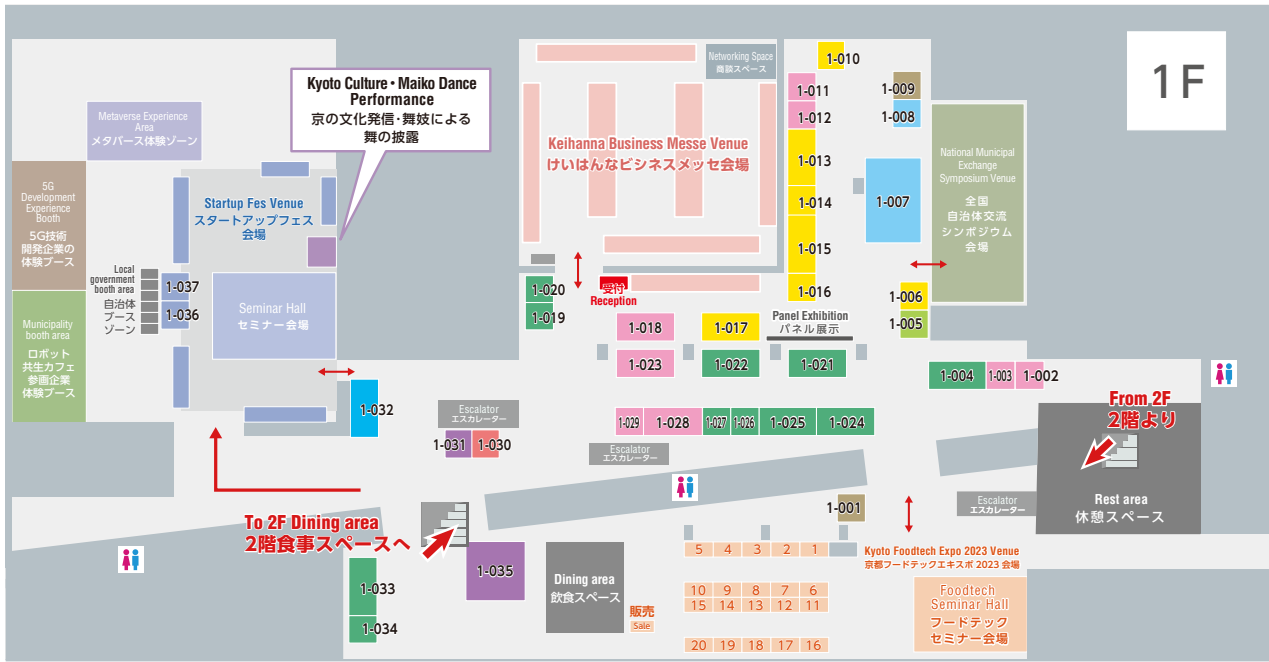 1F
Networking Space
商談スペース
1-010
Kyoto Culture・Maiko Dance
Performance
京の文化発信・舞妓による
舞の披露
1-011
1-009
1-012
1-008
Metaverse Experience
Area
メタバース体験ゾーン
Keihanna Business Messe Venue
けいはんなビジネスメッセ会場
1-013
National Municipal
Exchange
Symposium Venue
全国
自治体交流
シンポジウム
会場
5G
Development
Experience
Booth
5G技術
開発企業の
体験ブース
Startup Fes Venue
スタートアップフェス
会場
1-014
1-007
1-015
Local
government
booth area
自治体
ブース
ゾーン
1-037
1-036
Seminar Hall
セミナー会場
1-020
1-019
受付
Reception
1-016
1-006
1-005
Municipality
booth area
ロボット
共生カフェ
参画企業
体験ブース
1-018
1-017
Panel Exhibition
パネル展示
1-023
1-022
1-021
1-004
1-003
1-002
1-032
Escalator
エスカレーター
1-031
1-030
1-029
1-028
1-027
1-026
1-025
1-024
Escalator
エスカレーター
From 2F
2階より
Rest area
休憩スペース
Escalator
エスカレーター
1-001
To 2F Dining area
2階食事スペースへ
1-035
1-033
1-034
Dining area
飲食スペース
販売
Sale
5 4 3 2 1
10 9 8 7 6
15 14 13 12 11
20 19 18 17 16
Kyoto Foodtech Expo 2023 Venue
京都フードテックエキスポ2023会場
Foodtech
Seminar Hall
フードテック
セミナー会場